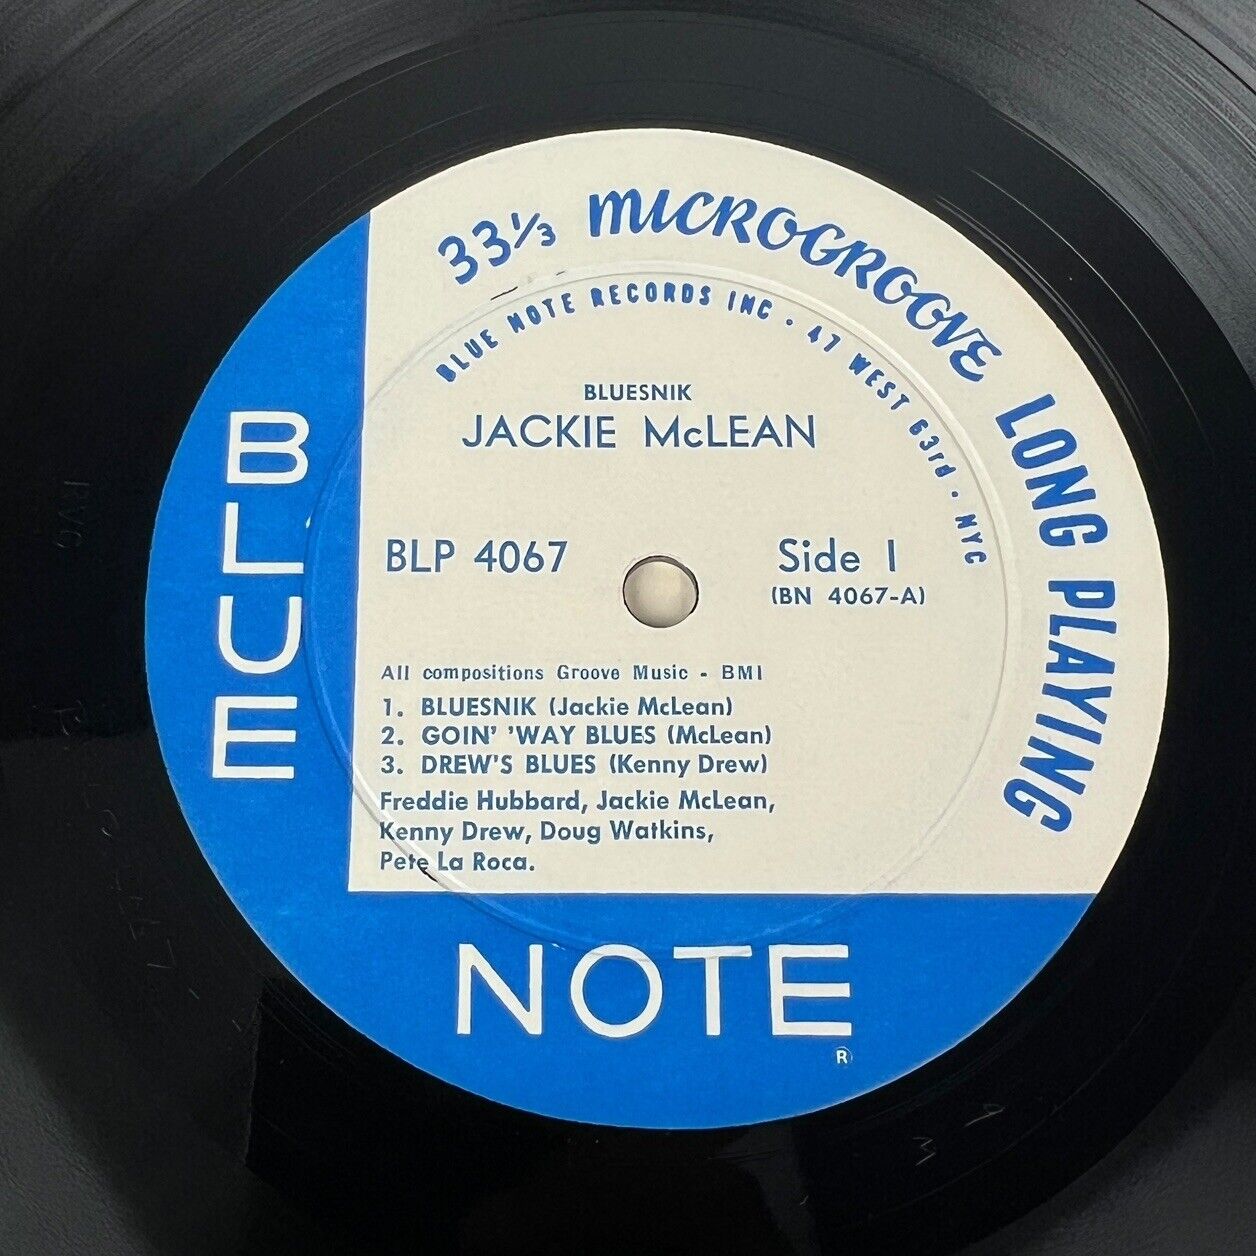 33⅓ MICROGROOVE LONG PLAYING
BLUE NOTE RECORDS INC · 47 WEST 63rd · NYC
BLUESNIK
JACKIE McLEAN
BLP 4067
Side 1
(BN 4067-A)
All compositions Groove Music - BMI
1. BLUESNIK (Jackie McLean)
2. GOIN' 'WAY BLUES (McLean)
3. DREW'S BLUES (Kenny Drew)
Freddie Hubbard, Jackie McLean,
Kenny Drew, Doug Watkins,
Pete La Roca.
BLUE
NOTE
®